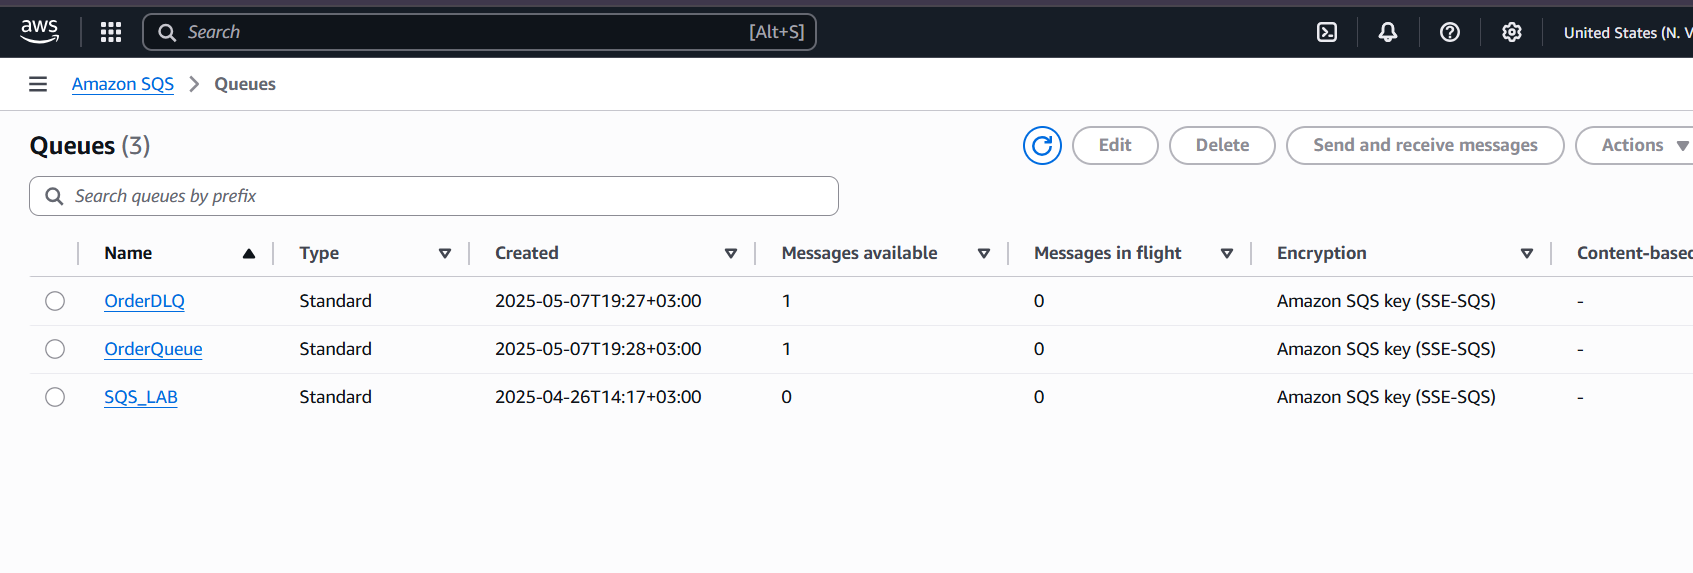 aws Search [Alt+S] United States (N. V
Amazon SQS Queues
Queues (3) Edit Delete Send and receive messages Actions
Search queues by prefix
Name Type Created Messages available Messages in flight Encryption Content-based
OrderDLQ Standard 2025-05-07T19:27+03:00 1 0 Amazon SQS key (SSE-SQS) -
OrderQueue Standard 2025-05-07T19:28+03:00 1 0 Amazon SQS key (SSE-SQS) -
SQS_LAB Standard 2025-04-26T14:17+03:00 0 0 Amazon SQS key (SSE-SQS) -